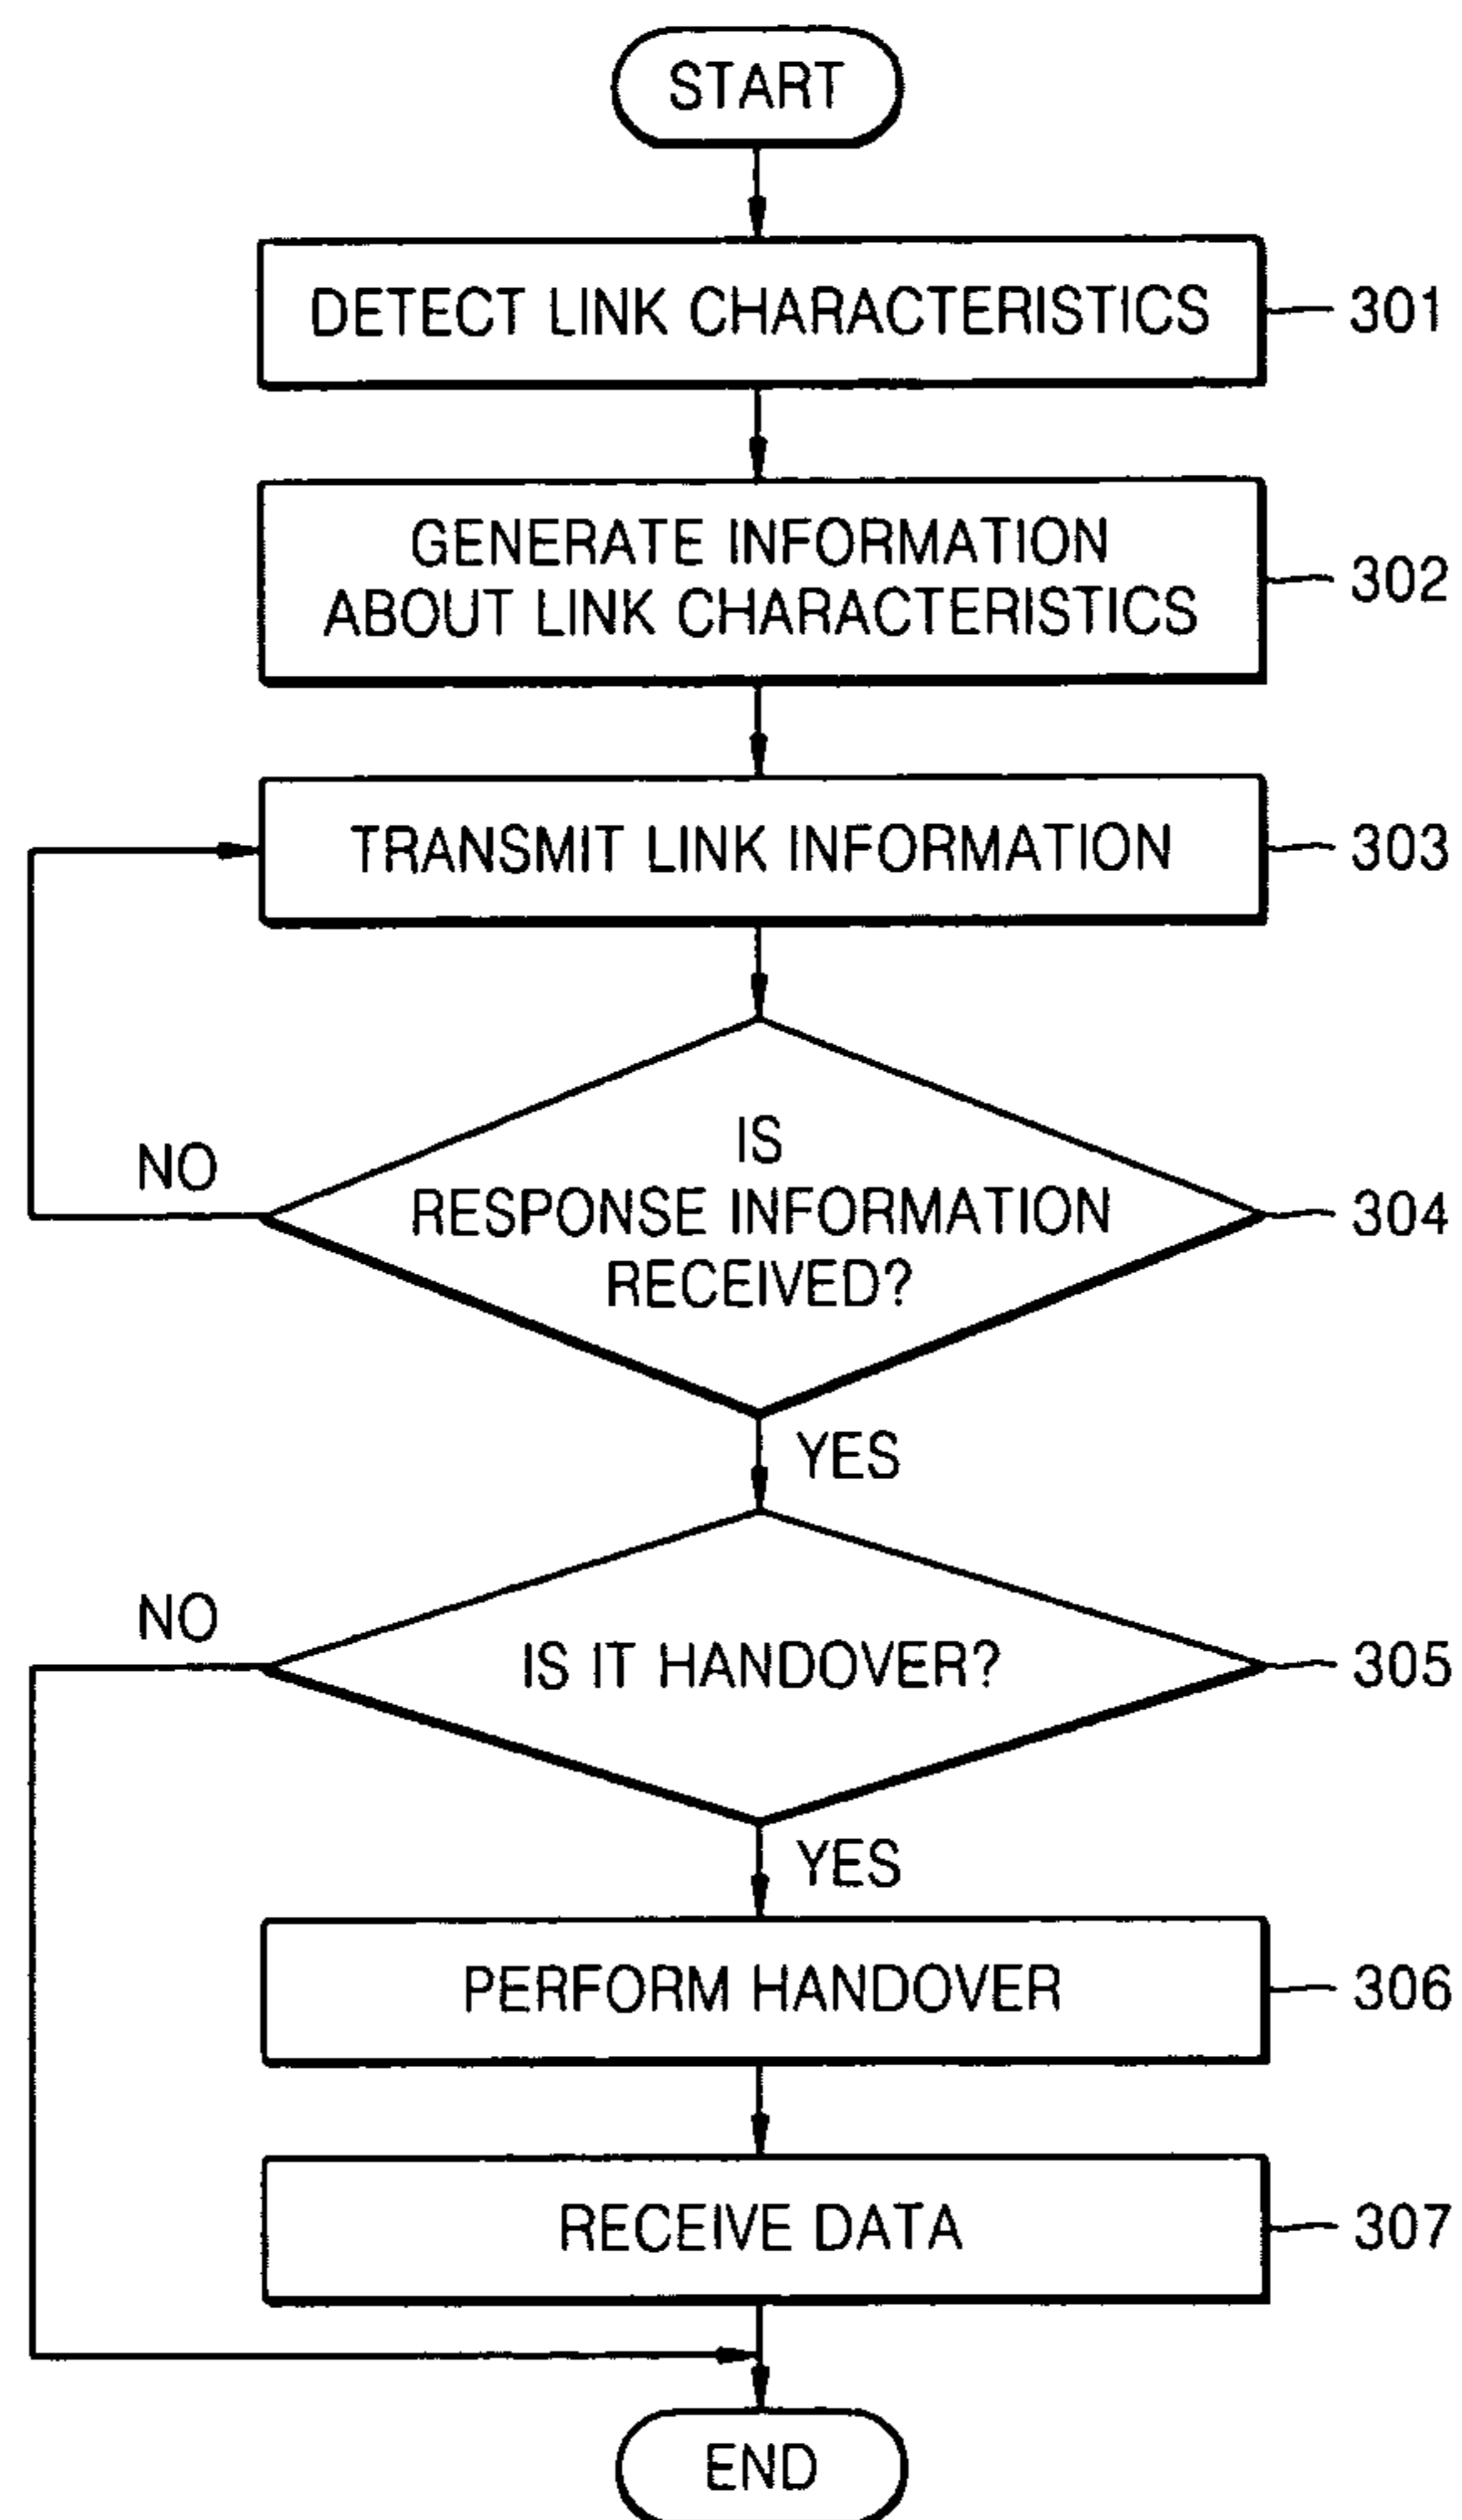 START
DETECT LINK CHARACTERISTICS
301
GENERATE INFORMATION
ABOUT LINK CHARACTERISTICS
302
TRANSMIT LINK INFORMATION
303
IS
RESPONSE INFORMATION
RECEIVED?
304
NO
YES
IS IT HANDOVER?
305
NO
YES
PERFORM HANDOVER
306
RECEIVE DATA
307
END